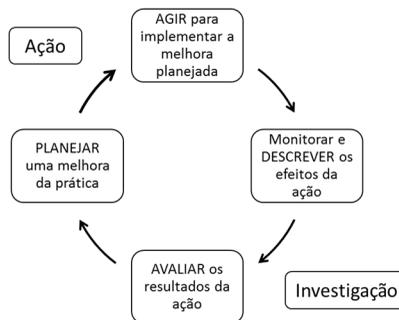 Ação
AGIR para
implementar a
melhora
planejada
Monitorar e
DESCREVER os
efeitos da
ação
PLANEJAR
uma melhora
da prática
AVALIAR os
resultados da
ação
Investigação